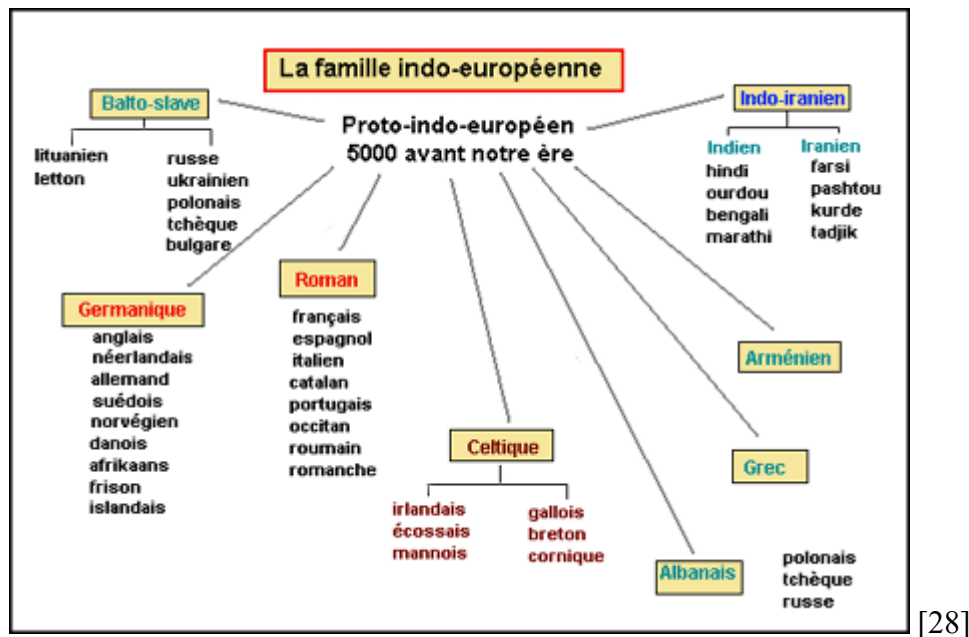 La famille indo-européenne
Proto-indo-européen
5000 avant notre ère
Balto-slave
lituanien
letton
russe
ukrainien
polonais
tchèque
bulgare
Indo-iranien
Indien
hindi
ourdou
bengali
marathi
Iranien
farsi
pashtou
kurde
tadjik
Germanique
anglais
néerlandais
allemand
suédois
norvégien
danois
afrikaans
frison
islandais
Roman
français
espagnol
italien
catalan
portugais
occitan
roumain
romanche
Celtique
irlandais
écossais
mannois
gallois
breton
cornique
Arménien
Grec
Albanais
polonais
tchèque
russe
[28]